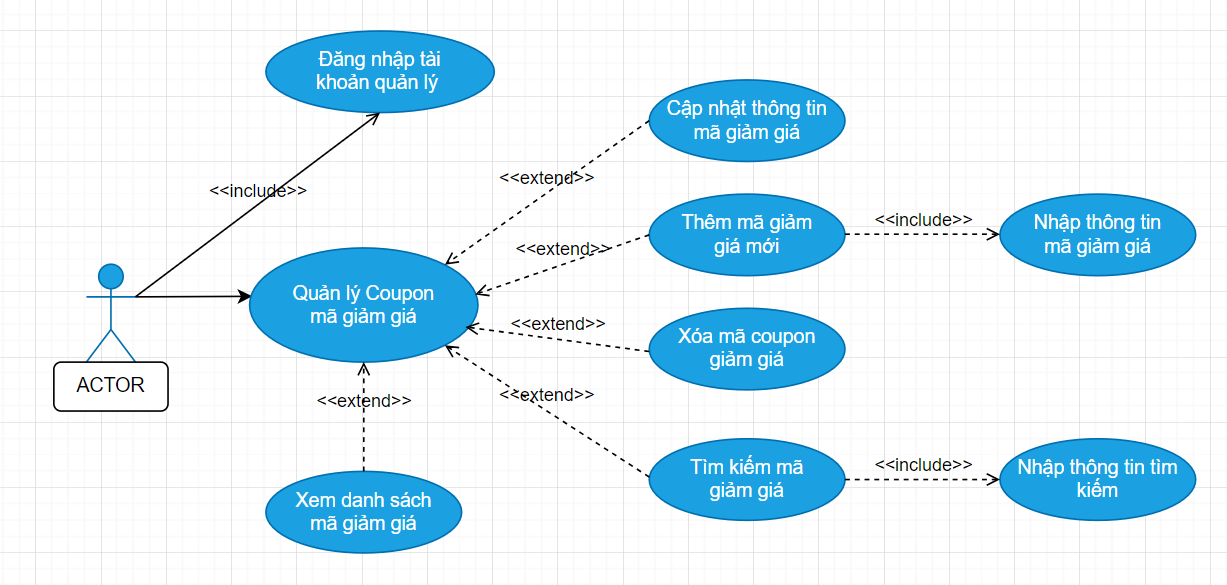 Đăng nhập tài
khoản quản lý
<<include>>
ACTOR
Quản lý Coupon
mã giảm giá
<<extend>>
Xem danh sách
mã giảm giá
<<extend>>
Cập nhật thông tin
mã giảm giá
<<extend>>
Thêm mã giảm
giá mới
<<include>>
Nhập thông tin
mã giảm giá
<<extend>>
Xóa mã coupon
giảm giá
<<extend>>
Tìm kiếm mã
giảm giá
<<include>>
Nhập thông tin tìm
kiếm